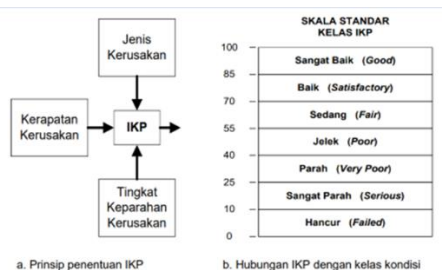 Jenis
Kerusakan
Kerapatan
Kerusakan
IKP
Tingkat
Keparahan
Kerusakan
a. Prinsip penentuan IKP
SKALA STANDAR
KELAS IKP
100
Sangat Baik (Good)
85
Baik (Satisfactory)
70
Sedang (Fair)
55
Jelek (Poor)
40
Parah (Very Poor)
25
Sangat Parah (Serious)
10
Hancur (Failed)
0
b. Hubungan IKP dengan kelas kondisi